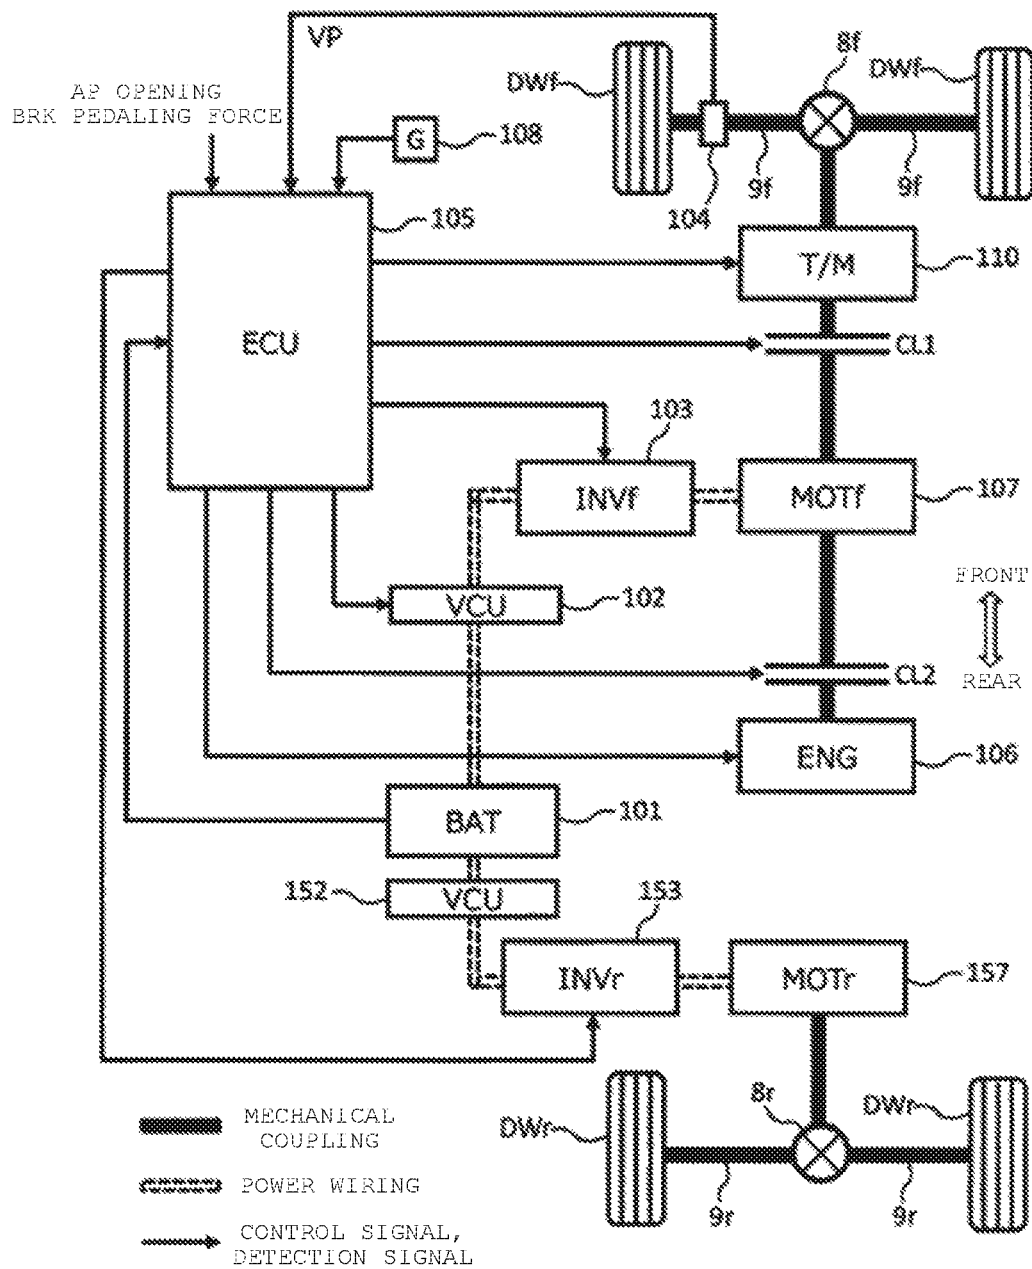 VP
8f
DWf
DWf
AP OPENING
BRK PEDALING FORCE
G
108
9f
9f
104
105
T/M
110
ECU
CL1
103
INVf
MOTf
107
FRONT
VCU
102
CL2
REAR
ENG
106
BAT
101
152
VCU
153
INVr
MOTr
157
8r
DWr
DWr
9r
9r
MECHANICAL
COUPLING
POWER WIRING
CONTROL SIGNAL,
DETECTION SIGNAL